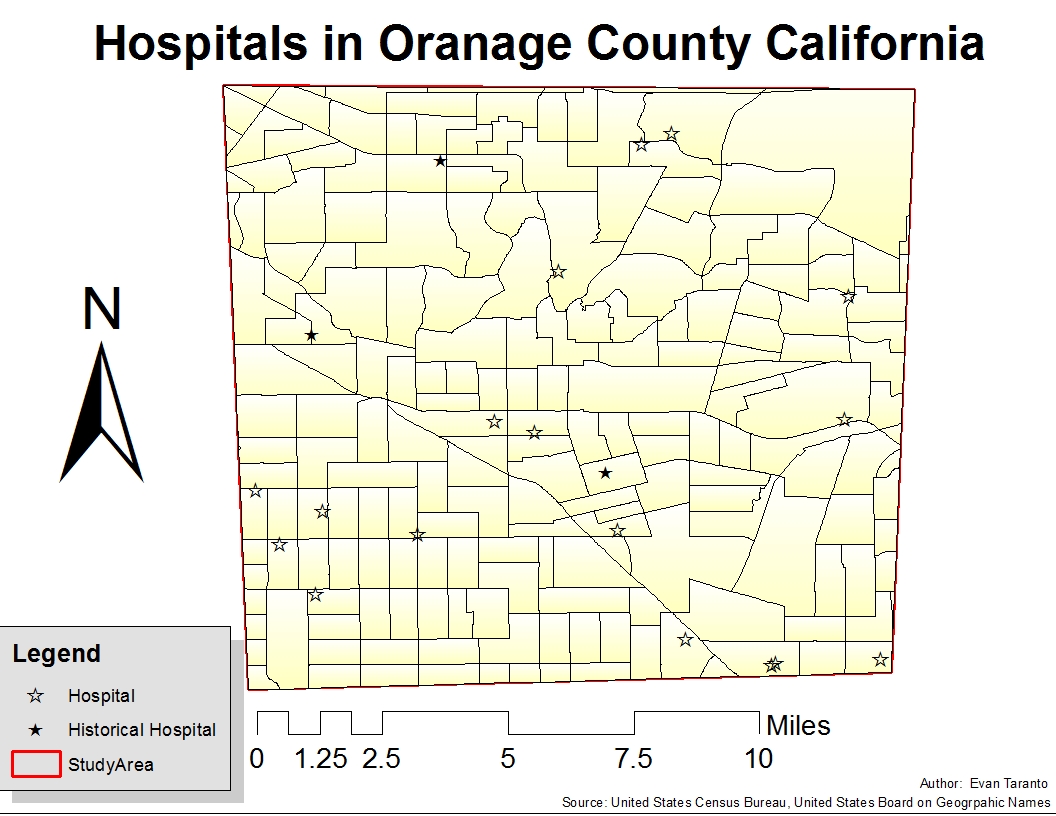 Hospitals in Oranage County California
N
Legend
Hospital
Historical Hospital
StudyArea
Miles
0 1.25 2.5 5 7.5 10
Author: Evan Taranto
Source: United States Census Bureau, United States Board on Geogrpahic Names